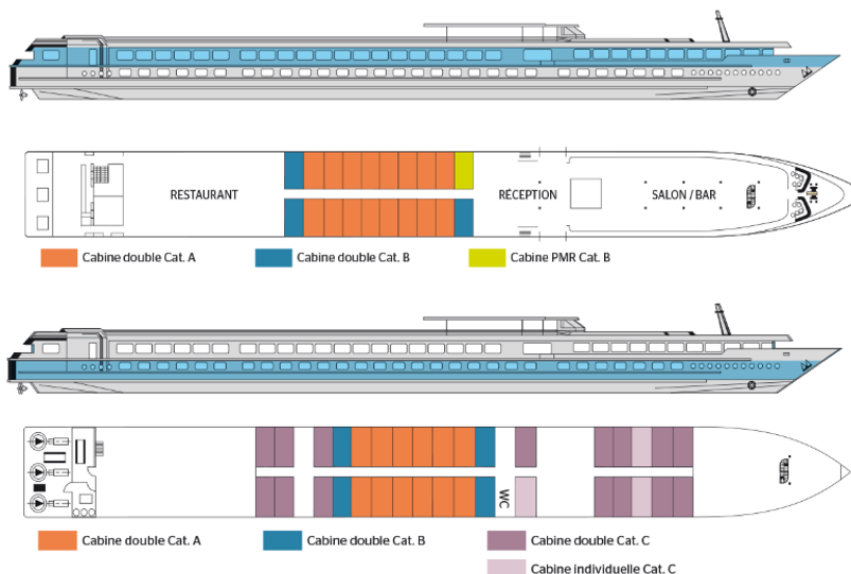 RESTAURANT
RÉCEPTION
SALON / BAR
Cabine double Cat. A
Cabine double Cat. B
Cabine PMR Cat. B
WC
Cabine double Cat. A
Cabine double Cat. B
Cabine double Cat. C
Cabine individuelle Cat. C